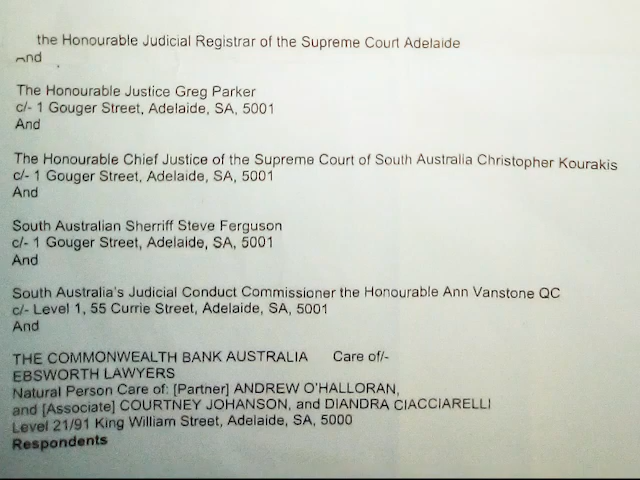 the Honourable Judicial Registrar of the Supreme Court Adelaide
And
The Honourable Justice Greg Parker
c/- 1 Gouger Street, Adelaide, SA, 5001
And
The Honourable Chief Justice of the Supreme Court of South Australia Christopher Kourakis
c/- 1 Gouger Street, Adelaide, SA, 5001
And
South Australian Sherriff Steve Ferguson
c/- 1 Gouger Street, Adelaide, SA, 5001
And
South Australia's Judicial Conduct Commissioner the Honourable Ann Vanstone QC
c/- Level 1, 55 Currie Street, Adelaide, SA, 5001
And
THE COMMONWEALTH BANK AUSTRALIA Care of/-
EBSWORTH LAWYERS
Natural Person Care of: [Partner] ANDREW O'HALLORAN,
and [Associate] COURTNEY JOHANSON, and DIANDRA CIACCIARELLI
Level 21/91 King William Street, Adelaide, SA, 5000
Respondents